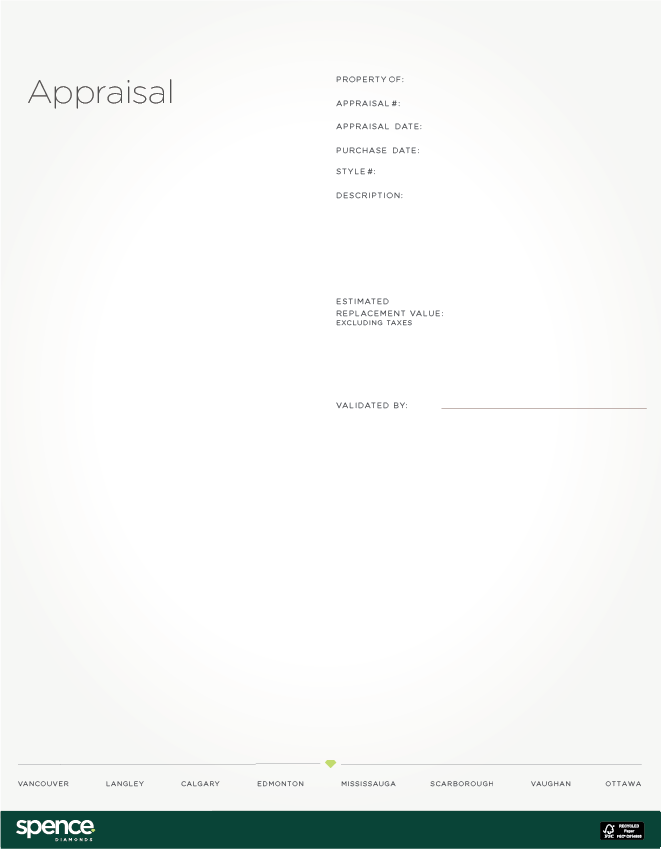 Appraisal
PROPERTY OF:
APPRAISAL #:
APPRAISAL DATE:
PURCHASE DATE:
STYLE #:
DESCRIPTION:
ESTIMATED
REPLACEMENT VALUE:
EXCLUDING TAXES
VALIDATED BY:
VANCOUVER LANGLEY CALGARY EDMONTON MISSISSAUGA SCARBOROUGH VAUGHAN OTTAWA
spence
DIAMONDS
FSC
RECYCLED
Paper